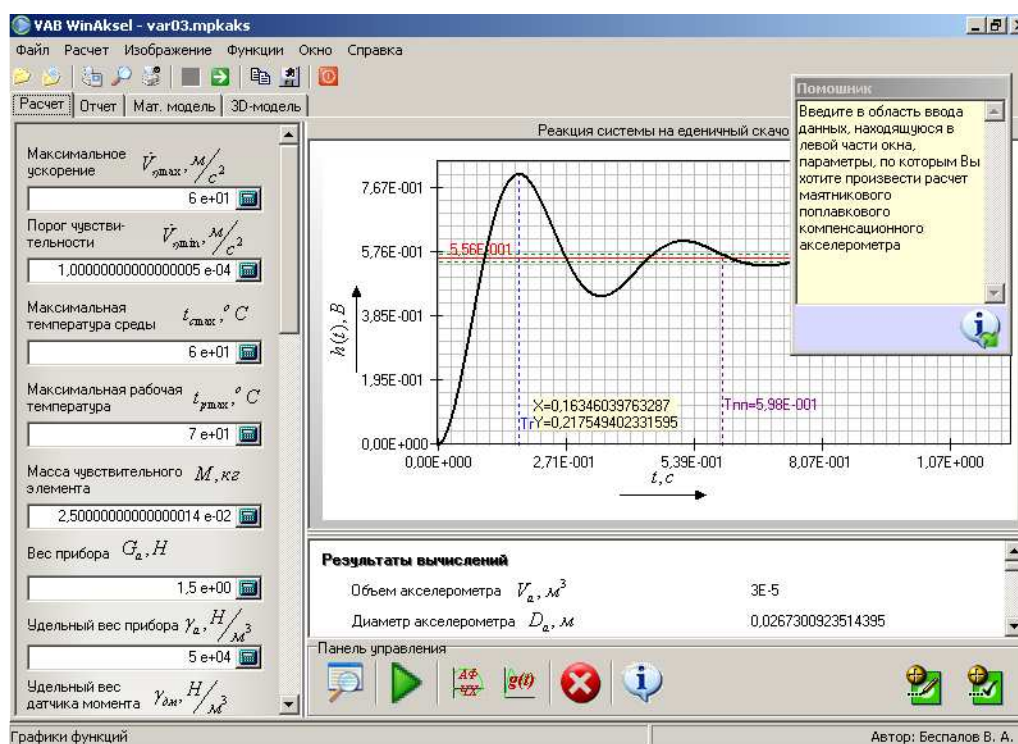 VAB WinAksel - var03.mpkaks
Файл Расчет Изображение Функции Окно Справка
Расчет Отчет Мат. модель 3D-модель
Максимальное
ускорение V̇ηmax, м/с²
6 e+01
Порог чувстви-
тельности V̇ηmin, м/с²
1,00000000000000005 e-04
Максимальная
температура среды tcmax, °C
6 e+01
Максимальная рабочая
температура tpmax, °C
7 e+01
Масса чувствительного
элемента M, кг
2,50000000000000014 e-02
Вес прибора Ga, H
1,5 e+00
Удельный вес прибора γa, H/м³
5 e+04
Удельный вес
датчика момента γдм, H/м³
Реакция системы на еденичный скачо
7,67E-001
5,76E-001
5,56E-001
3,85E-001
1,95E-001
0,00E+000
h(t), B
X=0,16346039763287
Y=0,217549402331595
Tпп=5,98E-001
0,00E+000 2,71E-001 5,39E-001 8,07E-001 1,07E+000
t, c
Помошник
Введите в область ввода
данных, находящуюся в
левой части окна,
параметры, по которым Вы
хотите произвести расчет
маятникового
поплавкового
компенсационного
акселерометра
Результаты вычислений
Объем акселерометра Va, м³ 3E-5
Диаметр акселерометра Da, м 0,0267300923514395
Панель управления
АФ
ЧХ
g(t)
Графики функций
Автор: Беспалов В. А.